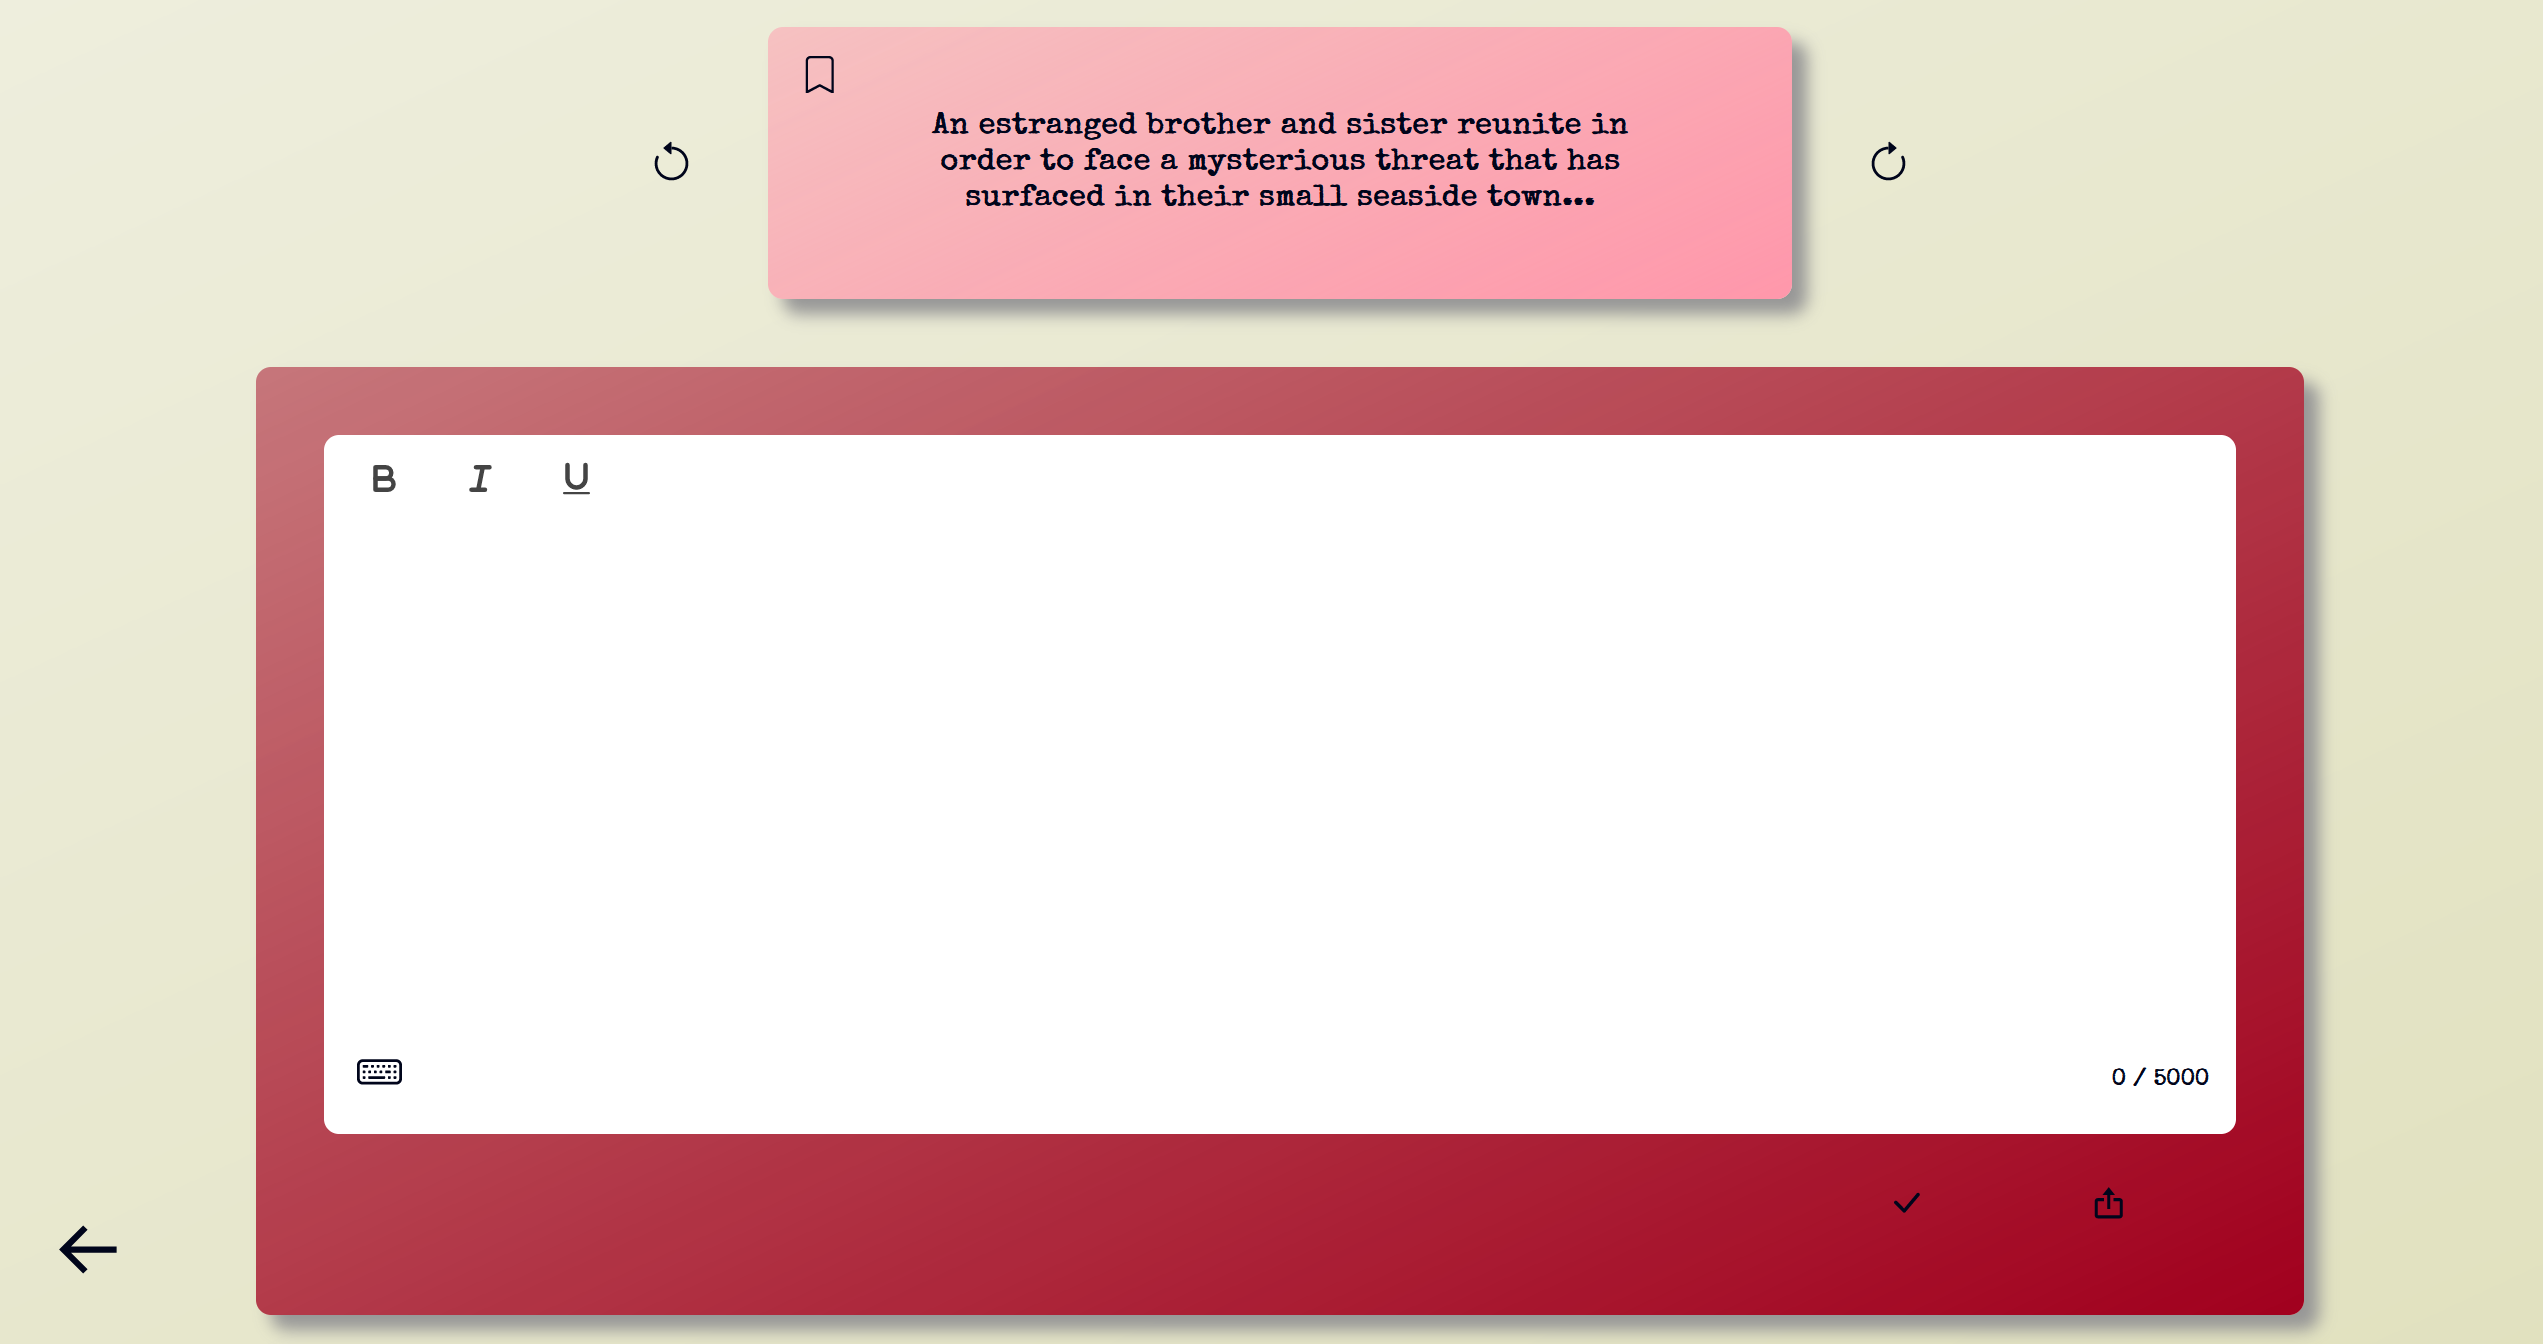 An estranged brother and sister reunite in
order to face a mysterious threat that has
surfaced in their small seaside town...
B I U
0 / 5000